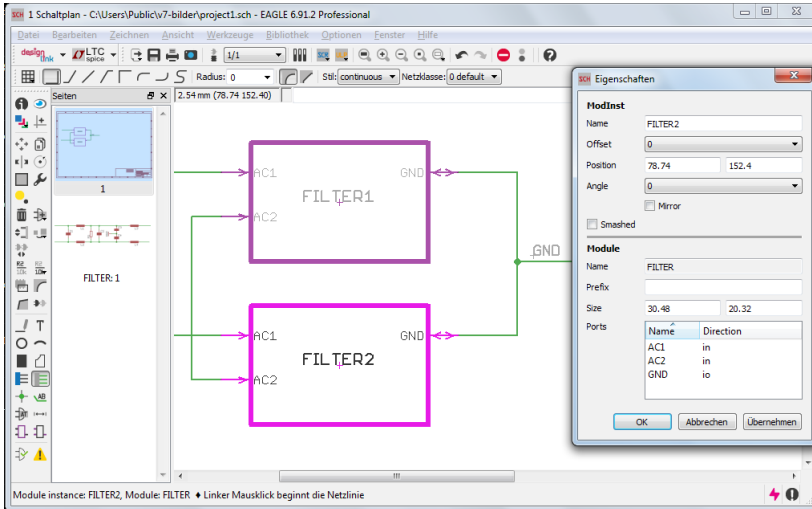 1 Schaltplan - C:\Users\Public\v7-bilder\project1.sch - EAGLE 6.91.2 Professional
Datei Bearbeiten Zeichnen Ansicht Werkzeuge Bibliothek Optionen Fenster Hilfe
design link LTC spice 1/1
Radius: 0 Stil: continuous Netzklasse: 0 default
Seiten
2.54 mm (78.74 152.40)
1
FILTER: 1
AC1 GND
FILTER1
AC2
GND
AC1 GND
FILTER2
AC2
Eigenschaften
ModInst
Name FILTER2
Offset 0
Position 78.74 152.4
Angle 0
Mirror
Smashed
Module
Name FILTER
Prefix
Size 30.48 20.32
Ports Name Direction
AC1 in
AC2 in
GND io
OK Abbrechen Übernehmen
Module instance: FILTER2, Module: FILTER ♦ Linker Mausklick beginnt die Netzlinie